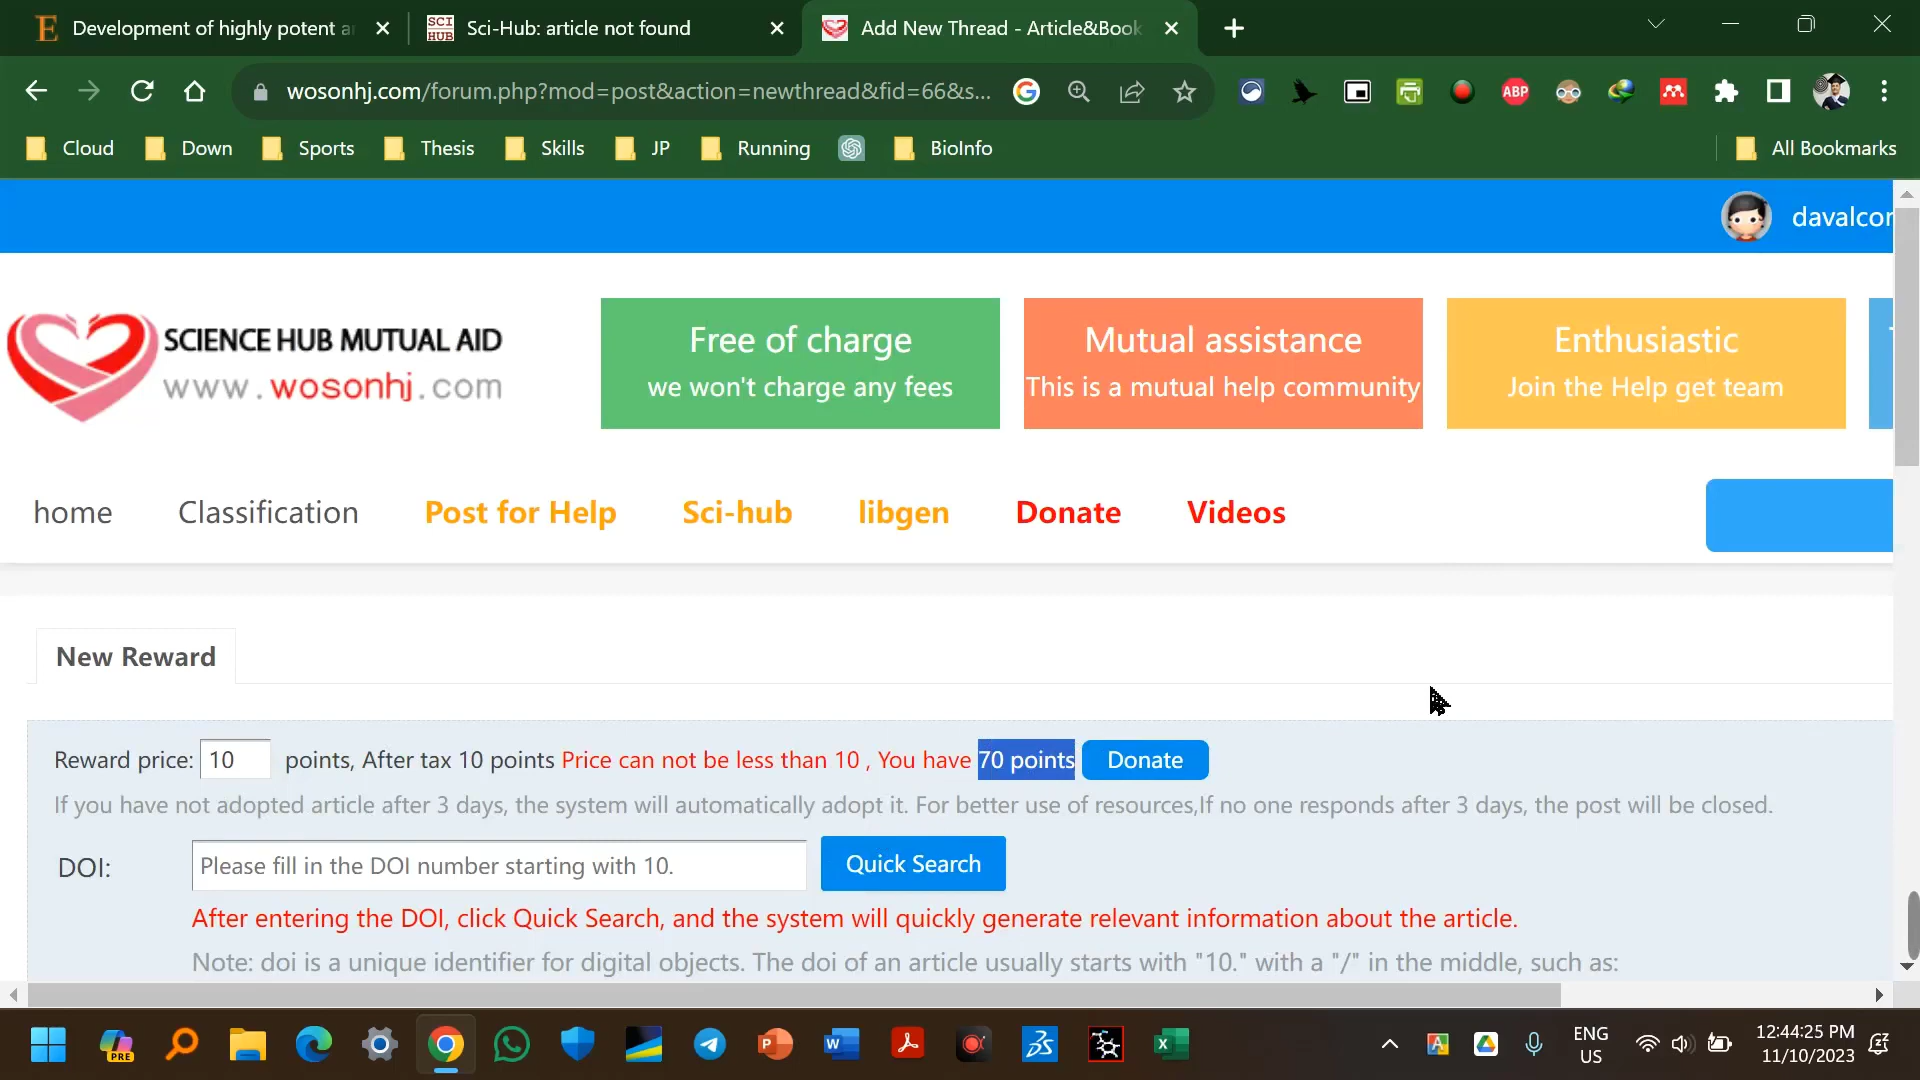 Development of highly potent a
Sci-Hub: article not found
Add New Thread - Article&Book
wosonhj.com/forum.php?mod=post&action=newthread&fid=66&s...
ABP
Cloud
Down
Sports
Thesis
Skills
JP
Running
BioInfo
All Bookmarks
davalcor
SCIENCE HUB MUTUAL AID
www.wosonhj.com
Free of charge
we won't charge any fees
Mutual assistance
This is a mutual help community
Enthusiastic
Join the Help get team
home
Classification
Post for Help
Sci-hub
libgen
Donate
Videos
New Reward
Reward price: 10 points, After tax 10 points Price can not be less than 10 , You have 70 points Donate
If you have not adopted article after 3 days, the system will automatically adopt it. For better use of resources,If no one responds after 3 days, the post will be closed.
DOI: Please fill in the DOI number starting with 10. Quick Search
After entering the DOI, click Quick Search, and the system will quickly generate relevant information about the article.
Note: doi is a unique identifier for digital objects. The doi of an article usually starts with "10." with a "/" in the middle, such as:
PRE
ENG
US
12:44:25 PM
11/10/2023